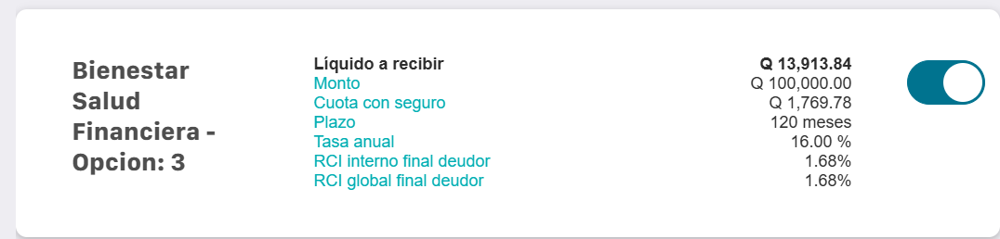 Bienestar
Salud
Financiera -
Opcion: 3
Líquido a recibir Q 13,913.84
Monto Q 100,000.00
Cuota con seguro Q 1,769.78
Plazo 120 meses
Tasa anual 16.00 %
RCI interno final deudor 1.68%
RCI global final deudor 1.68%